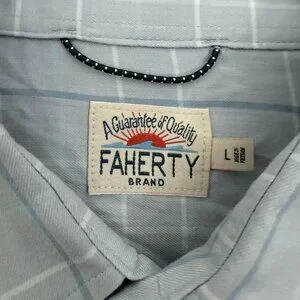 A Guarantee of Quality
FAHERTY
BRAND
L